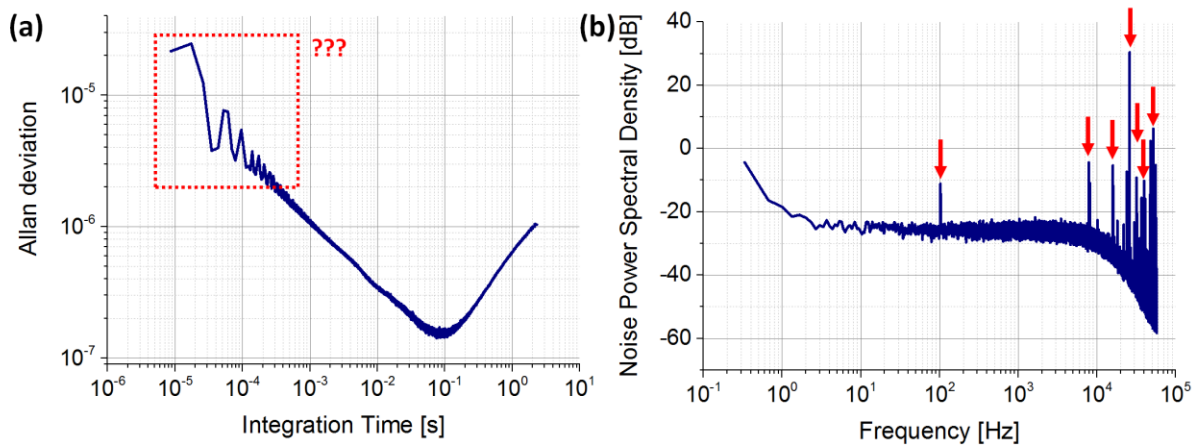 (a)
???
Allan deviation
10⁻⁵
10⁻⁶
10⁻⁷
10⁻⁶ 10⁻⁵ 10⁻⁴ 10⁻³ 10⁻² 10⁻¹ 10⁰ 10¹
Integration Time [s]
(b)
Noise Power Spectral Density [dB]
40
20
0
-20
-40
-60
10⁻¹ 10⁰ 10¹ 10² 10³ 10⁴ 10⁵
Frequency [Hz]